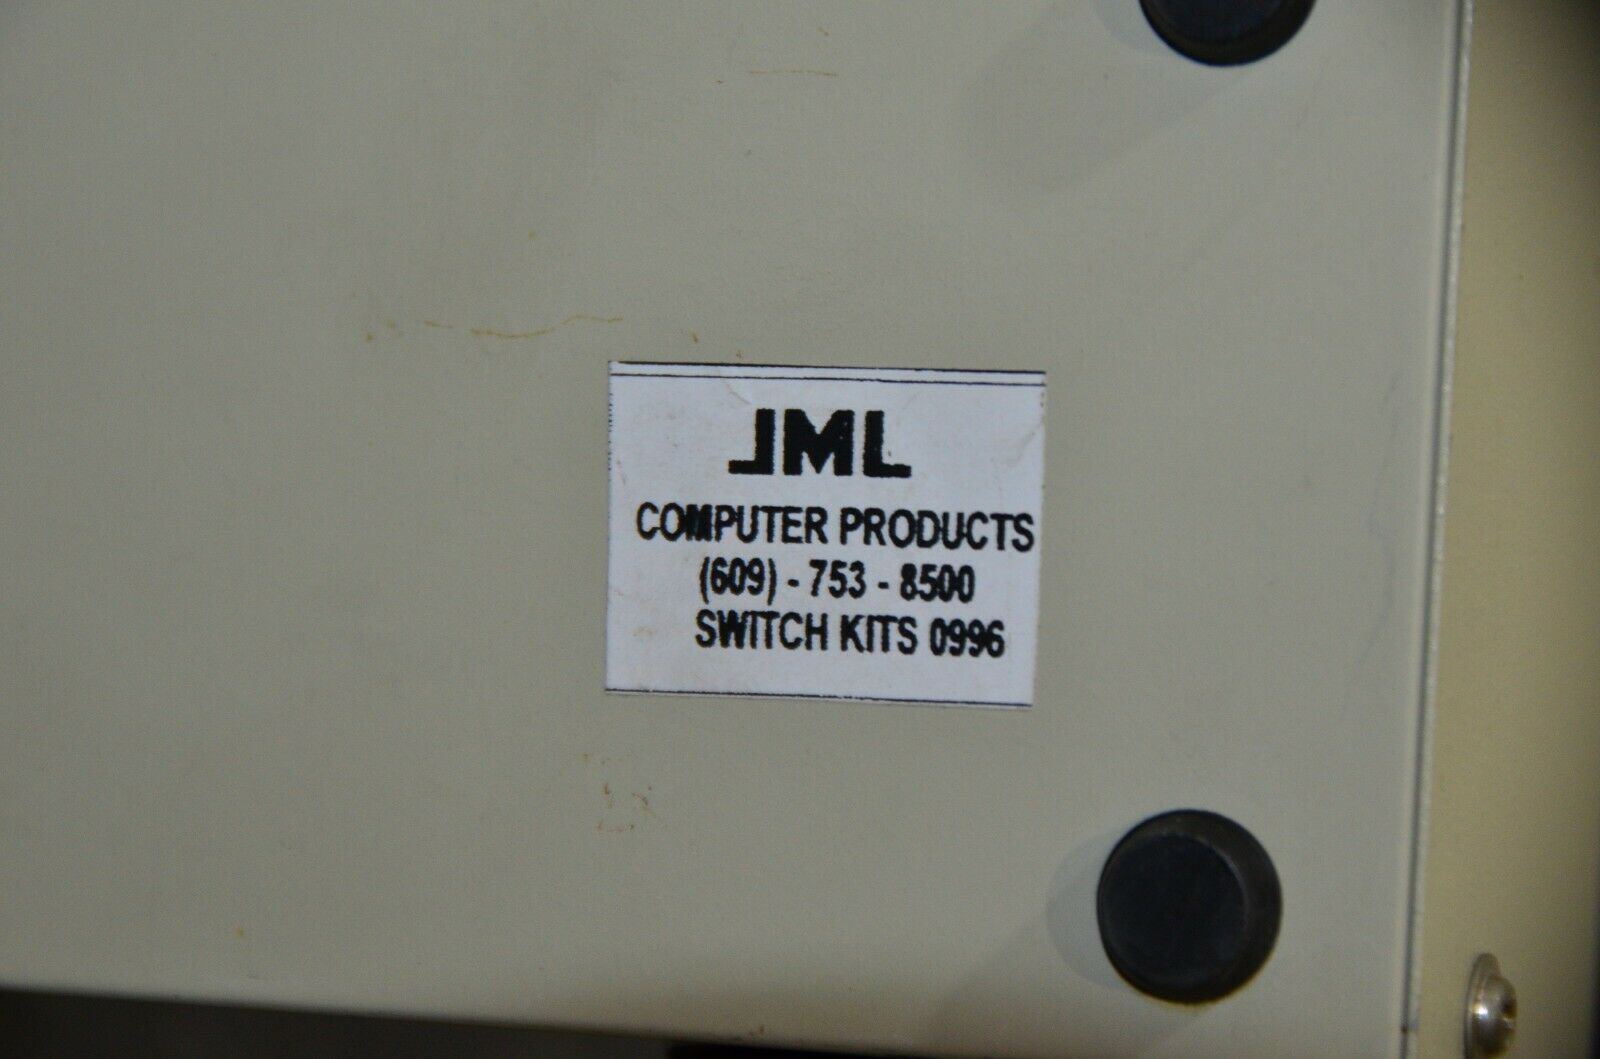 JML
COMPUTER PRODUCTS
(609) - 753 - 8500
SWITCH KITS 0996